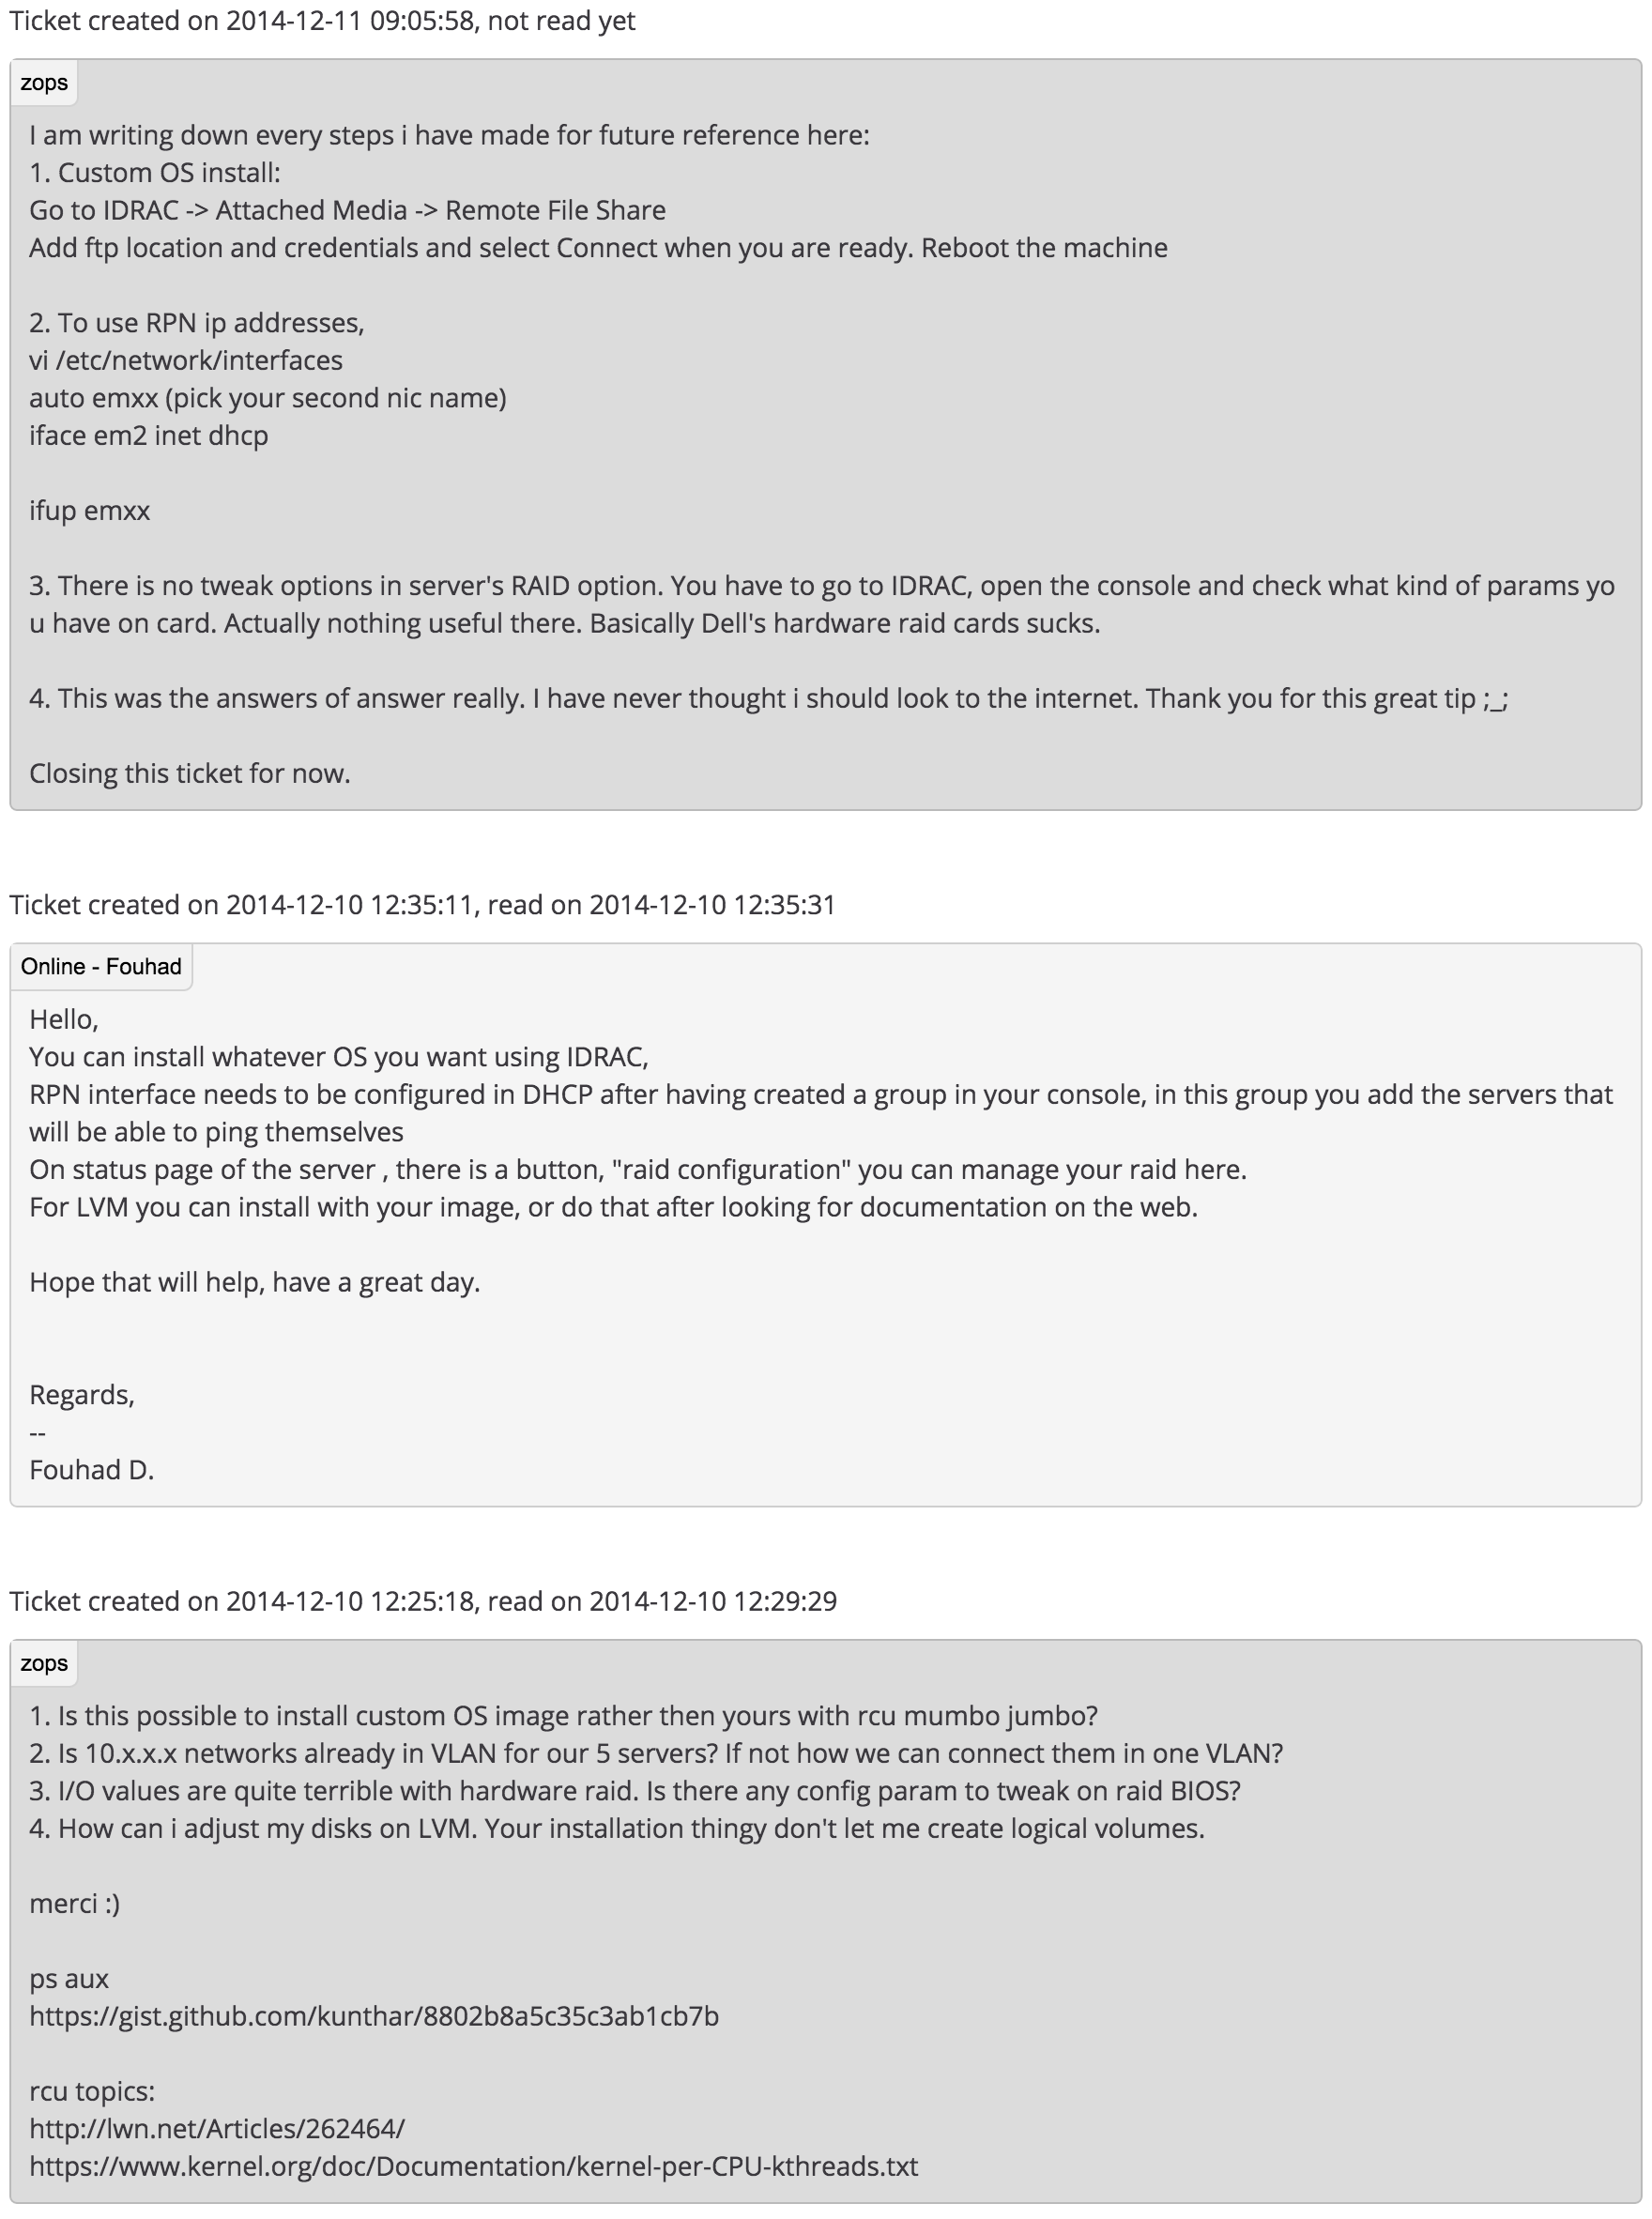 Ticket created on 2014-12-11 09:05:58, not read yet
zops
I am writing down every steps i have made for future reference here:
1. Custom OS install:
Go to IDRAC -> Attached Media -> Remote File Share
Add ftp location and credentials and select Connect when you are ready. Reboot the machine
2. To use RPN ip addresses,
vi /etc/network/interfaces
auto emxx (pick your second nic name)
iface em2 inet dhcp
ifup emxx
3. There is no tweak options in server's RAID option. You have to go to IDRAC, open the console and check what kind of params yo
u have on card. Actually nothing useful there. Basically Dell's hardware raid cards sucks.
4. This was the answers of answer really. I have never thought i should look to the internet. Thank you for this great tip ;_;
Closing this ticket for now.
Ticket created on 2014-12-10 12:35:11, read on 2014-12-10 12:35:31
Online - Fouhad
Hello,
You can install whatever OS you want using IDRAC,
RPN interface needs to be configured in DHCP after having created a group in your console, in this group you add the servers that
will be able to ping themselves
On status page of the server , there is a button, "raid configuration" you can manage your raid here.
For LVM you can install with your image, or do that after looking for documentation on the web.
Hope that will help, have a great day.
Regards,
--
Fouhad D.
Ticket created on 2014-12-10 12:25:18, read on 2014-12-10 12:29:29
zops
1. Is this possible to install custom OS image rather then yours with rcu mumbo jumbo?
2. Is 10.x.x.x networks already in VLAN for our 5 servers? If not how we can connect them in one VLAN?
3. I/O values are quite terrible with hardware raid. Is there any config param to tweak on raid BIOS?
4. How can i adjust my disks on LVM. Your installation thingy don't let me create logical volumes.
merci :)
ps aux
https://gist.github.com/kunthar/8802b8a5c35c3ab1cb7b
rcu topics:
http://lwn.net/Articles/262464/
https://www.kernel.org/doc/Documentation/kernel-per-CPU-kthreads.txt